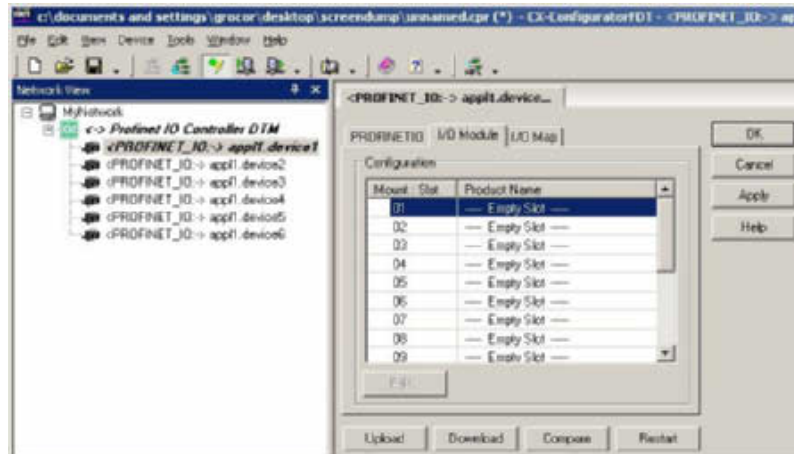 c:\documents and settings\grocor\desktop\screendump\unnamed.cpr (*) - CX-ConfiguratorFDT - <PROFINET_IO:-> ap
File Edit View Device Tools Window Help
Network View
MyNetwork
<-> Profinet IO Controller DTM
<PROFINET_IO:-> appl1.device1
<PROFINET_IO:-> appl1.device2
<PROFINET_IO:-> appl1.device3
<PROFINET_IO:-> appl1.device4
<PROFINET_IO:-> appl1.device5
<PROFINET_IO:-> appl1.device6
<PROFINET_IO:-> appl1.device...
PROFINETIO I/O Module I/O Map
Configuration
Mount : Slot Product Name
01 ---- Empty Slot ----
02 ---- Empty Slot ----
03 ---- Empty Slot ----
04 ---- Empty Slot ----
05 ---- Empty Slot ----
06 ---- Empty Slot ----
07 ---- Empty Slot ----
08 ---- Empty Slot ----
09 ---- Empty Slot ----
Edit
Upload Download Compare Restart
OK
Cancel
Apply
Help